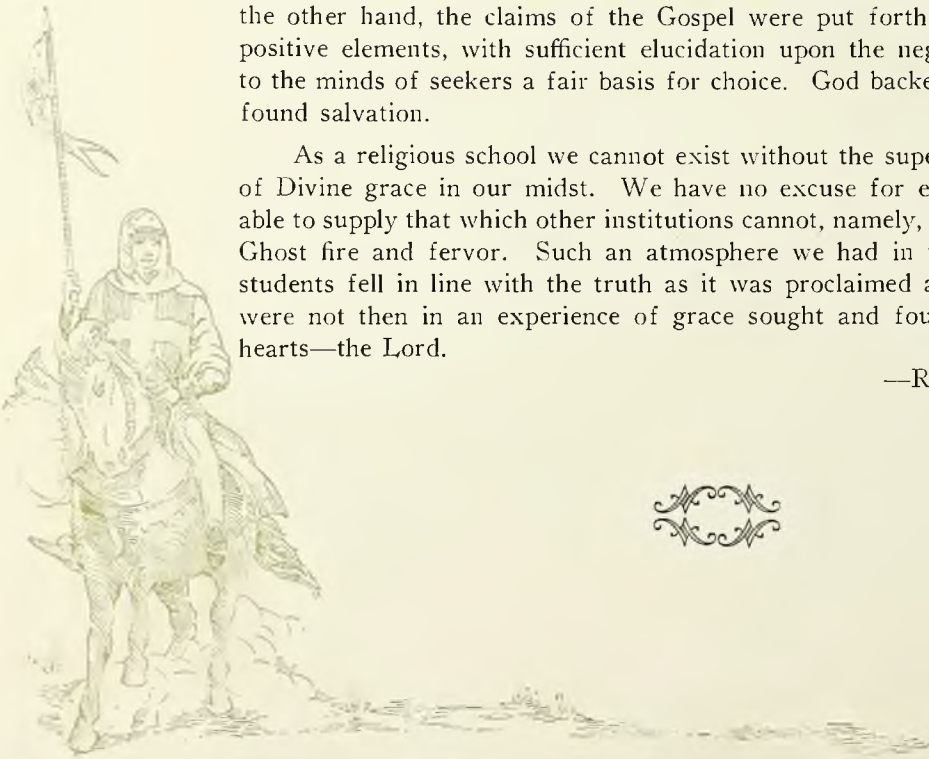 the other hand, the claims of the Gospel were put forth
positive elements, with sufficient elucidation upon the neg
to the minds of seekers a fair basis for choice. God backe
found salvation.
As a religious school we cannot exist without the supe
of Divine grace in our midst. We have no excuse for e
able to supply that which other institutions cannot, namely,
Ghost fire and fervor. Such an atmosphere we had in
students fell in line with the truth as it was proclaimed a
were not then in an experience of grace sought and fou
hearts—the Lord.
—R